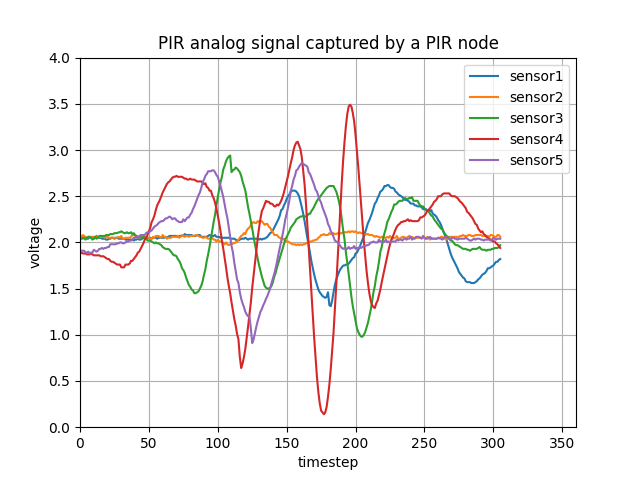 PIR analog signal captured by a PIR node
4.0
3.5
3.0
2.5
2.0
1.5
1.0
0.5
0.0
voltage
sensor1
sensor2
sensor3
sensor4
sensor5
0 50 100 150 200 250 300 350
timestep